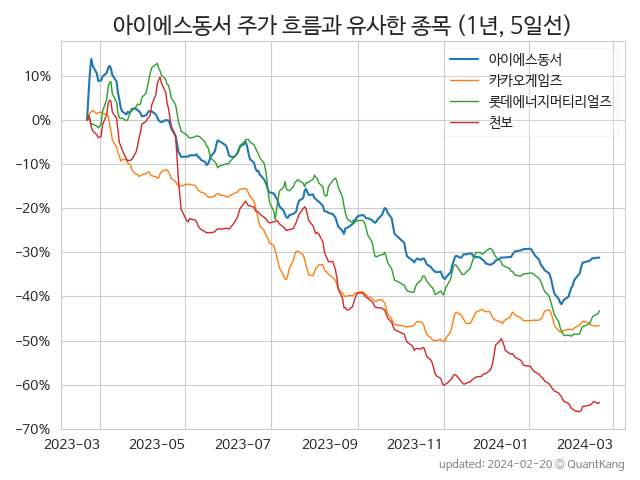 아이에스동서 주가 흐름과 유사한 종목 (1년, 5일선)
아이에스동서
카카오게임즈
롯데에너지머티리얼즈
천보
10%
0%
−10%
−20%
−30%
−40%
−50%
−60%
−70%
2023-03 2023-05 2023-07 2023-09 2023-11 2024-01 2024-03
updated: 2024-02-20 © QuantKang